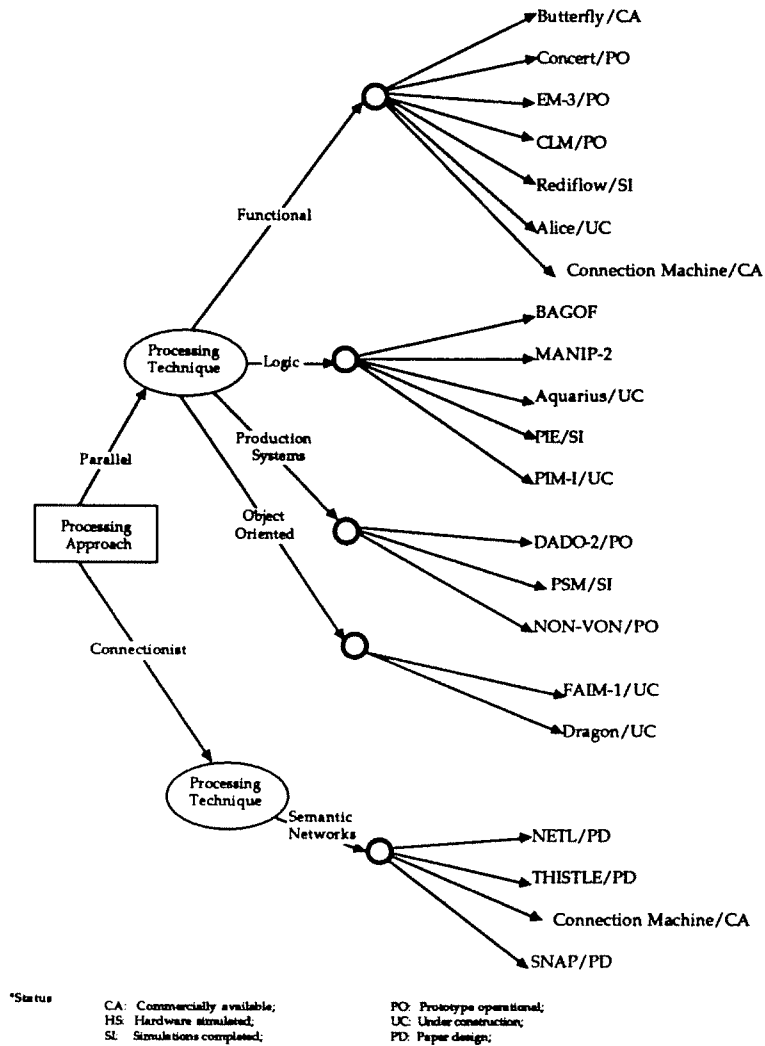 Butterfly/CA
Concert/PO
EM-3/PO
CLM/PO
Rediflow/SI
Alice/UC
Connection Machine/CA
Functional
BAGOF
MANIP-2
Aquarius/UC
PIE/SI
PIM-I/UC
Processing
Technique
Logic
Production
Systems
Parallel
Object
Oriented
Processing
Approach
DADO-2/PO
PSM/SI
NON-VON/PO
FAIM-1/UC
Dragon/UC
Connectionist
Processing
Technique
Semantic
Networks
NETL/PD
THISTLE/PD
Connection Machine/CA
SNAP/PD
*Status
CA: Commercially available;
HS: Hardware simulated;
SI: Simulations completed;
PO: Prototype operational;
UC: Under construction;
PD: Paper design;